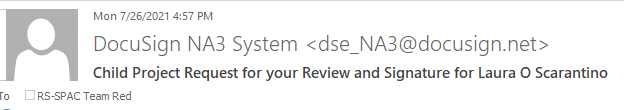 Mon 7/26/2021 4:57 PM
DocuSign NA3 System <dse_NA3@docusign.net>
Child Project Request for your Review and Signature for Laura O Scarantino
To RS-SPAC Team Red